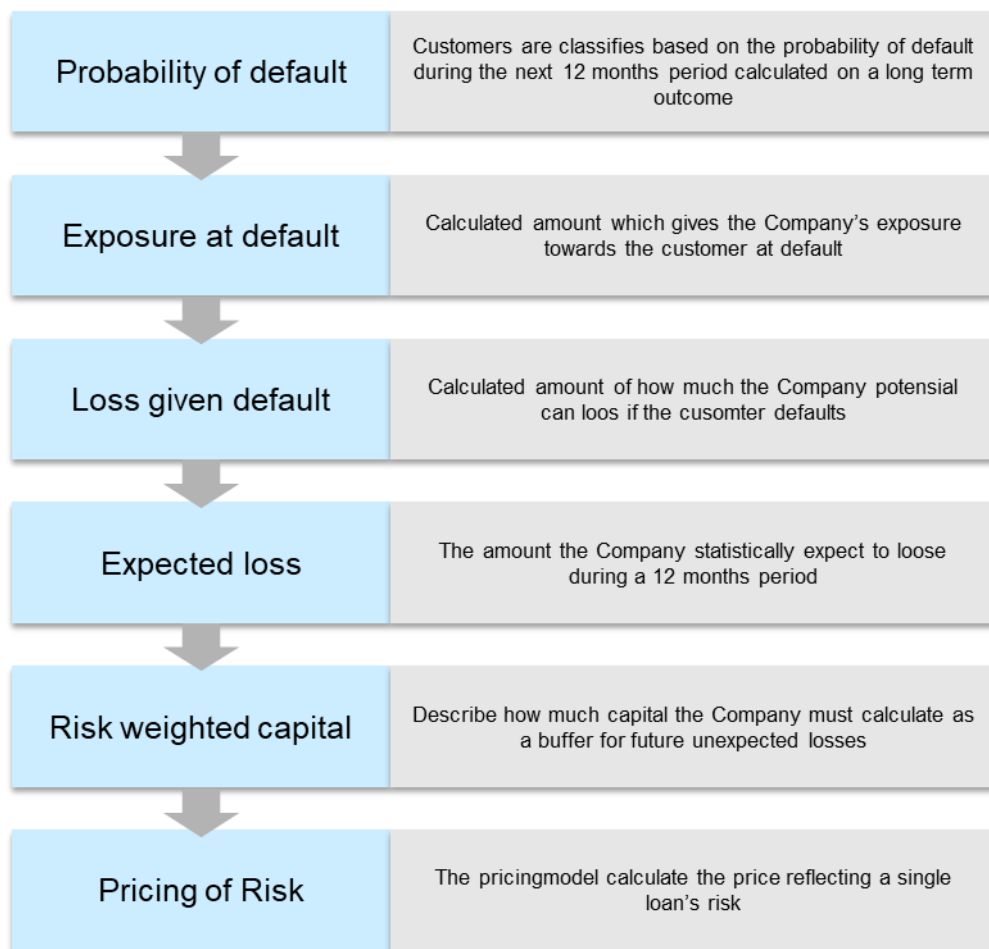 Probability of default
Customers are classifies based on the probability of default
during the next 12 months period calculated on a long term
outcome
Exposure at default
Calculated amount which gives the Company's exposure
towards the customer at default
Loss given default
Calculated amount of how much the Company potensial
can loos if the cusomter defaults
Expected loss
The amount the Company statistically expect to loose
during a 12 months period
Risk weighted capital
Describe how much capital the Company must calculate as
a buffer for future unexpected losses
Pricing of Risk
The pricingmodel calculate the price reflecting a single
loan's risk